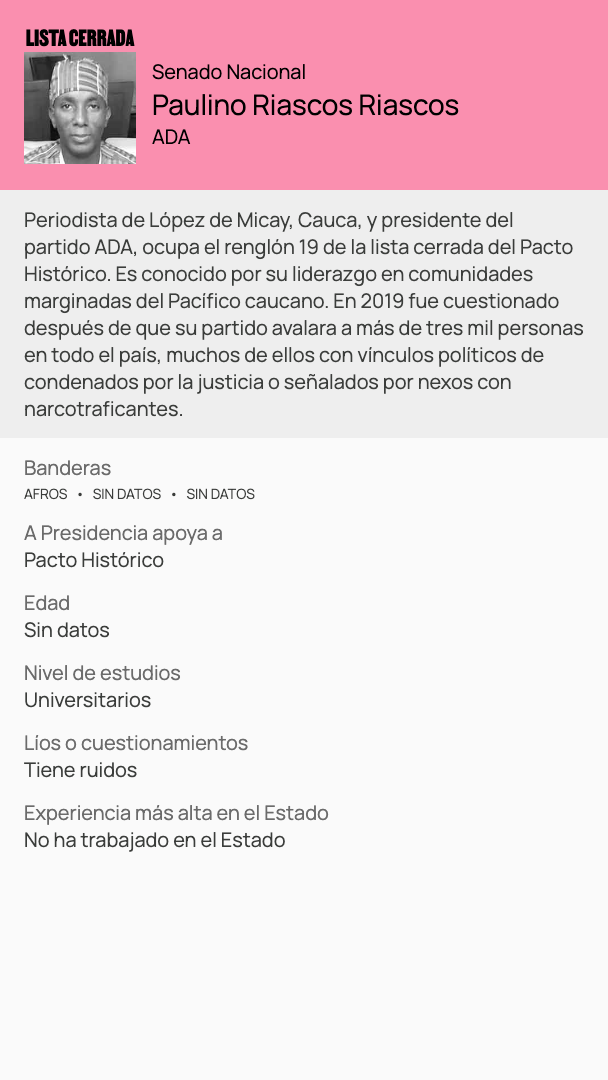 LISTA CERRADA
Senado Nacional
Paulino Riascos Riascos
ADA
Periodista de López de Micay, Cauca, y presidente del
partido ADA, ocupa el renglón 19 de la lista cerrada del Pacto
Histórico. Es conocido por su liderazgo en comunidades
marginadas del Pacífico caucano. En 2019 fue cuestionado
después de que su partido avalara a más de tres mil personas
en todo el país, muchos de ellos con vínculos políticos de
condenados por la justicia o señalados por nexos con
narcotraficantes.
Banderas
AFROS • SIN DATOS • SIN DATOS
A Presidencia apoya a
Pacto Histórico
Edad
Sin datos
Nivel de estudios
Universitarios
Líos o cuestionamientos
Tiene ruidos
Experiencia más alta en el Estado
No ha trabajado en el Estado